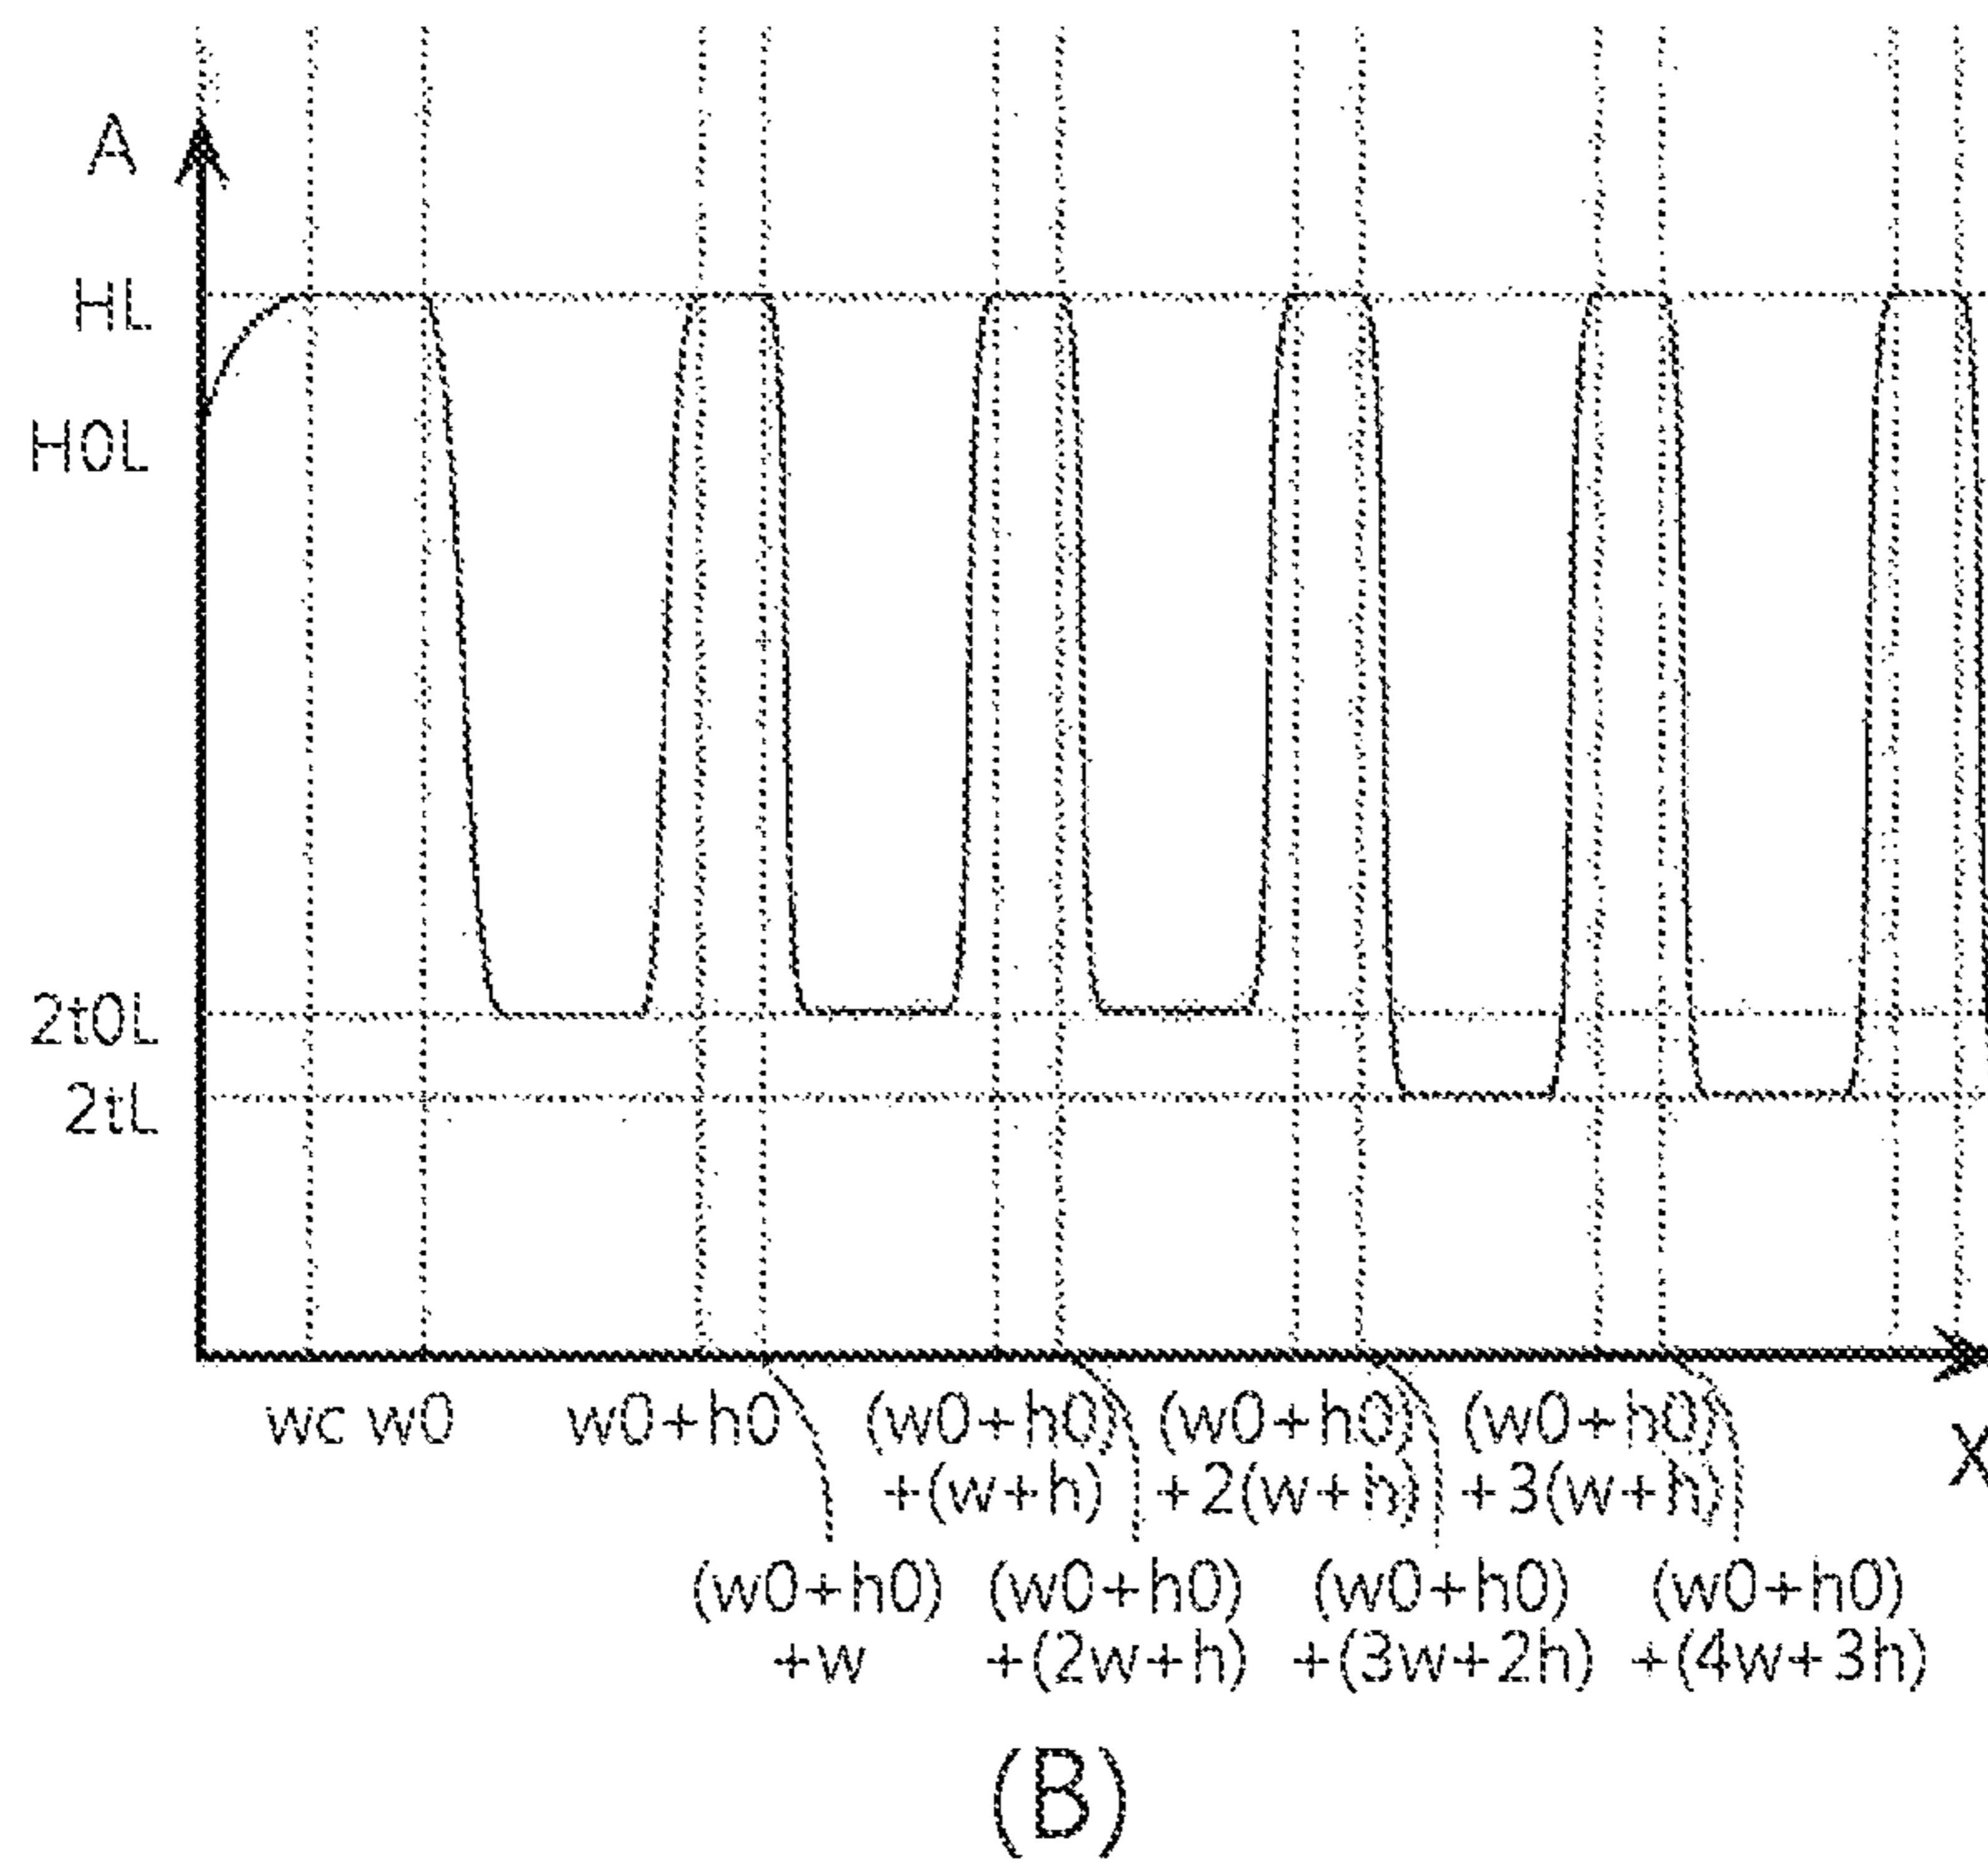 A
HL
H0L
2t0L
2tL
wc w0 w0+h0 (w0+h0) (w0+h0) (w0+h0)
+(w+h) +2(w+h) +3(w+h)
X
(w0+h0) (w0+h0) (w0+h0) (w0+h0)
+w +(2w+h) +(3w+2h) +(4w+3h)
(B)